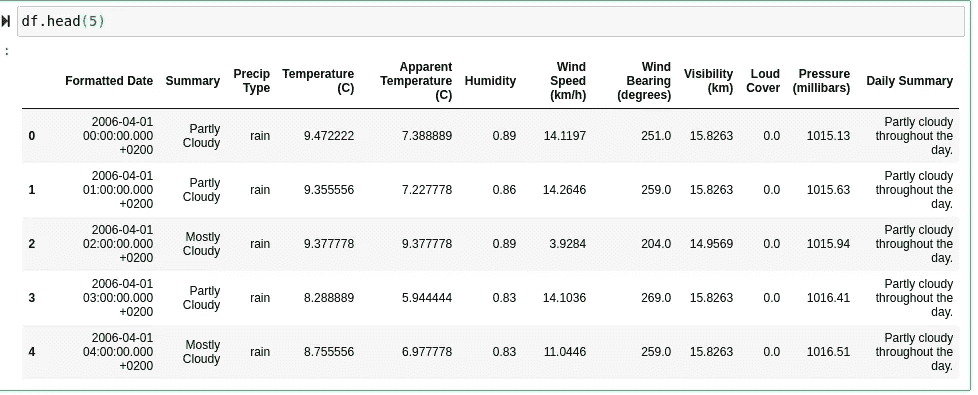 df.head(5)
:
Formatted Date Summary Precip Type Temperature (C) Apparent Temperature (C) Humidity Wind Speed (km/h) Wind Bearing (degrees) Visibility (km) Loud Cover Pressure (millibars) Daily Summary
0 2006-04-01 00:00:00.000 +0200 Partly Cloudy rain 9.472222 7.388889 0.89 14.1197 251.0 15.8263 0.0 1015.13 Partly cloudy throughout the day.
1 2006-04-01 01:00:00.000 +0200 Partly Cloudy rain 9.355556 7.227778 0.86 14.2646 259.0 15.8263 0.0 1015.63 Partly cloudy throughout the day.
2 2006-04-01 02:00:00.000 +0200 Mostly Cloudy rain 9.377778 9.377778 0.89 3.9284 204.0 14.9569 0.0 1015.94 Partly cloudy throughout the day.
3 2006-04-01 03:00:00.000 +0200 Partly Cloudy rain 8.288889 5.944444 0.83 14.1036 269.0 15.8263 0.0 1016.41 Partly cloudy throughout the day.
4 2006-04-01 04:00:00.000 +0200 Mostly Cloudy rain 8.755556 6.977778 0.83 11.0446 259.0 15.8263 0.0 1016.51 Partly cloudy throughout the day.